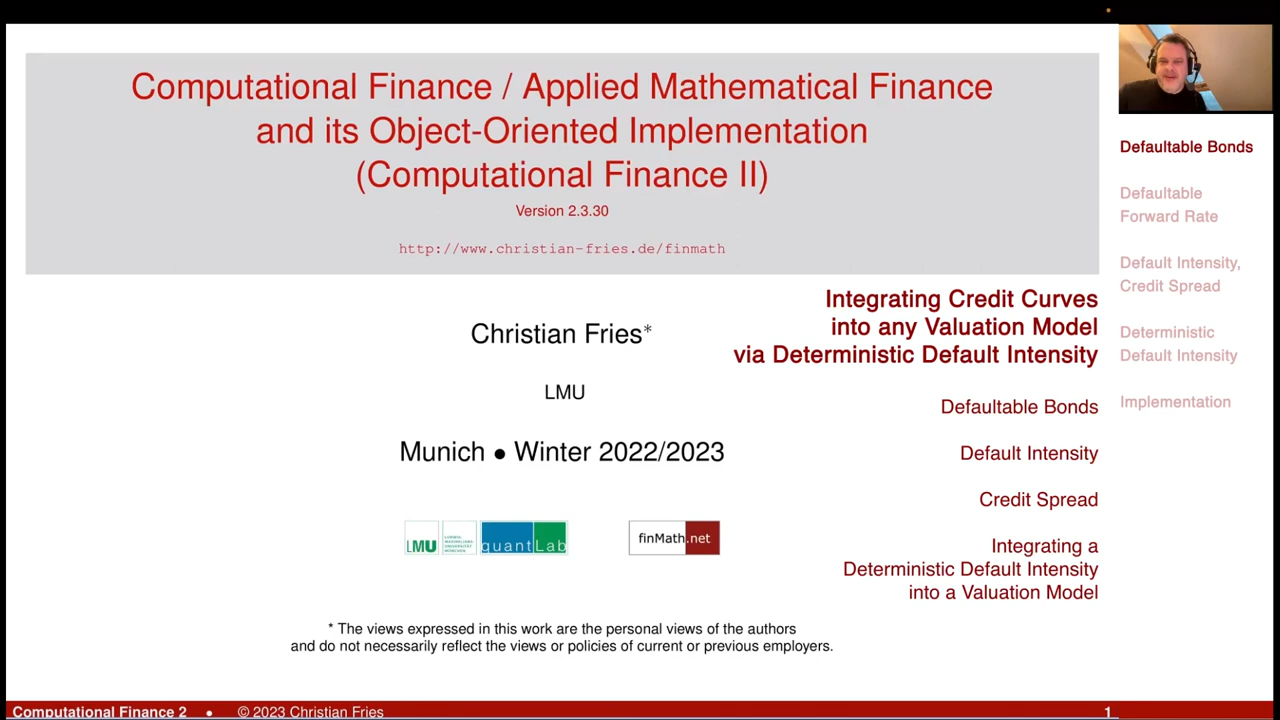 Computational Finance / Applied Mathematical Finance
and its Object-Oriented Implementation
(Computational Finance II)
Version 2.3.30
http://www.christian-fries.de/finmath
Christian Fries*
LMU
Munich • Winter 2022/2023
LMU
quantLab
finMath.net
* The views expressed in this work are the personal views of the authors
and do not necessarily reflect the views or policies of current or previous employers.
Integrating Credit Curves
into any Valuation Model
via Deterministic Default Intensity
Defaultable Bonds
Default Intensity
Credit Spread
Integrating a
Deterministic Default Intensity
into a Valuation Model
Defaultable Bonds
Defaultable
Forward Rate
Default Intensity,
Credit Spread
Deterministic
Default Intensity
Implementation
Computational Finance 2 • © 2023 Christian Fries
1